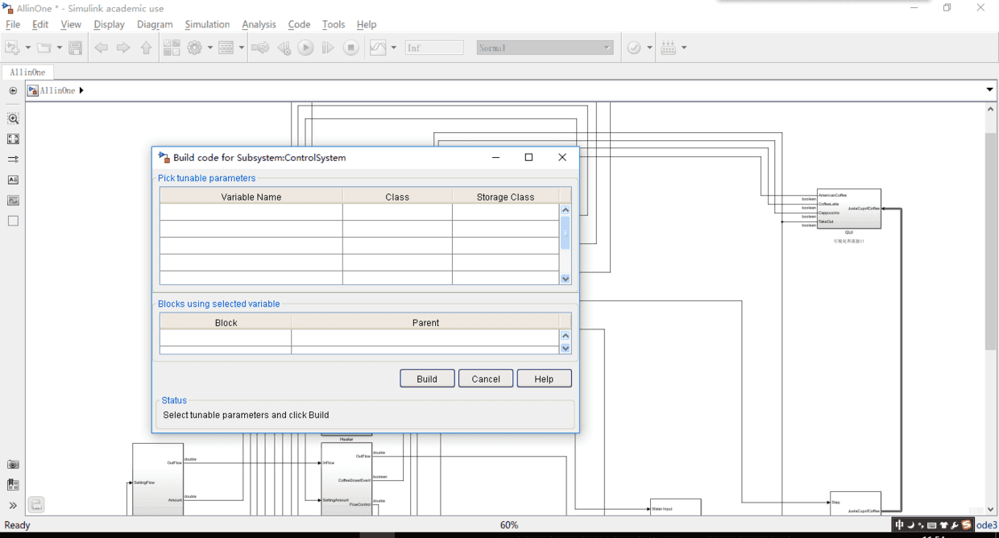 AllinOne * - Simulink academic use
File Edit View Display Diagram Simulation Analysis Code Tools Help
Inf Normal
AllinOne
AllinOne
Build code for Subsystem:ControlSystem
Pick tunable parameters
Variable Name Class Storage Class
Blocks using selected variable
Block Parent
Build Cancel Help
Status
Select tunable parameters and click Build
AmericanCoffee
boolean
CoffeeLatte
JustaCupofCoffee
boolean
Cappuccino
boolean
TakeOut
boolean
GUI
Heater
OutFlow double
SettingFlow
Amount double
OutFlow double
InFlow
CoffeeDoserEvent boolean
SettingAmount
FlowControl double
Water Input
Step
JustaCupofCoffee
Ready 60% 中 ode3